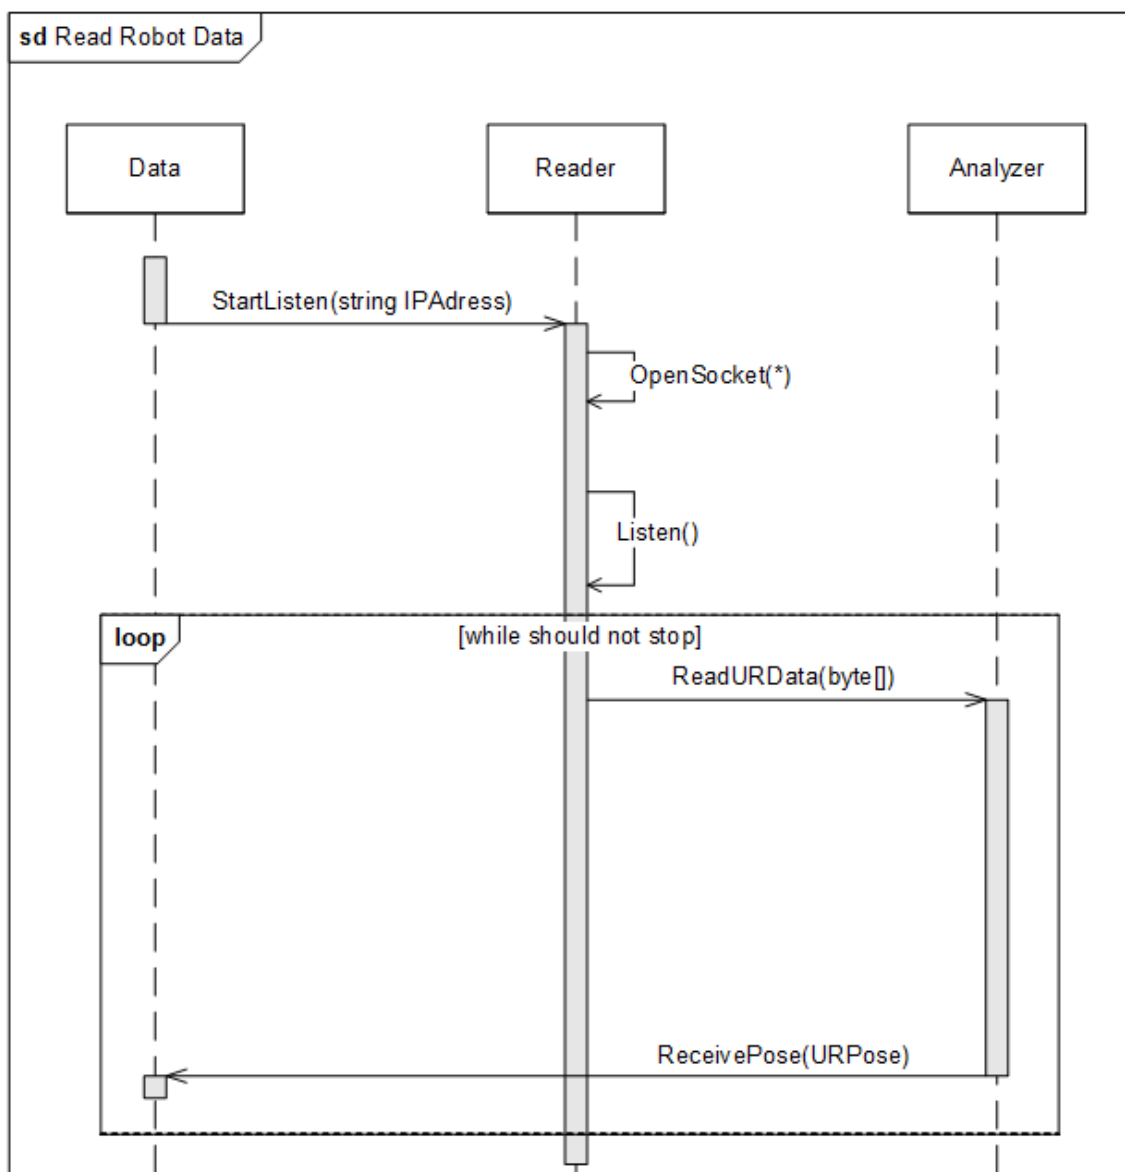 sd Read Robot Data
Data
Reader
Analyzer
StartListen(string IPAdress)
OpenSocket(*)
Listen()
loop
[while should not stop]
ReadURData(byte[])
ReceivePose(URPose)